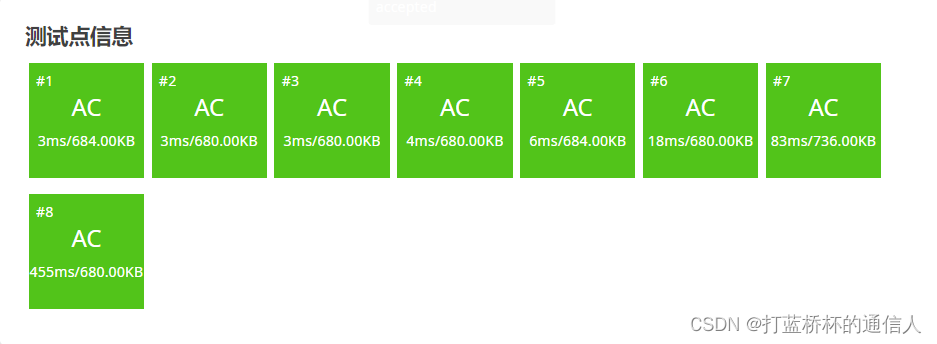 accepted
测试点信息
#1
AC
3ms/684.00KB
#2
AC
3ms/680.00KB
#3
AC
3ms/680.00KB
#4
AC
4ms/680.00KB
#5
AC
6ms/684.00KB
#6
AC
18ms/680.00KB
#7
AC
83ms/736.00KB
#8
AC
455ms/680.00KB
CSDN @打蓝桥杯的通信人